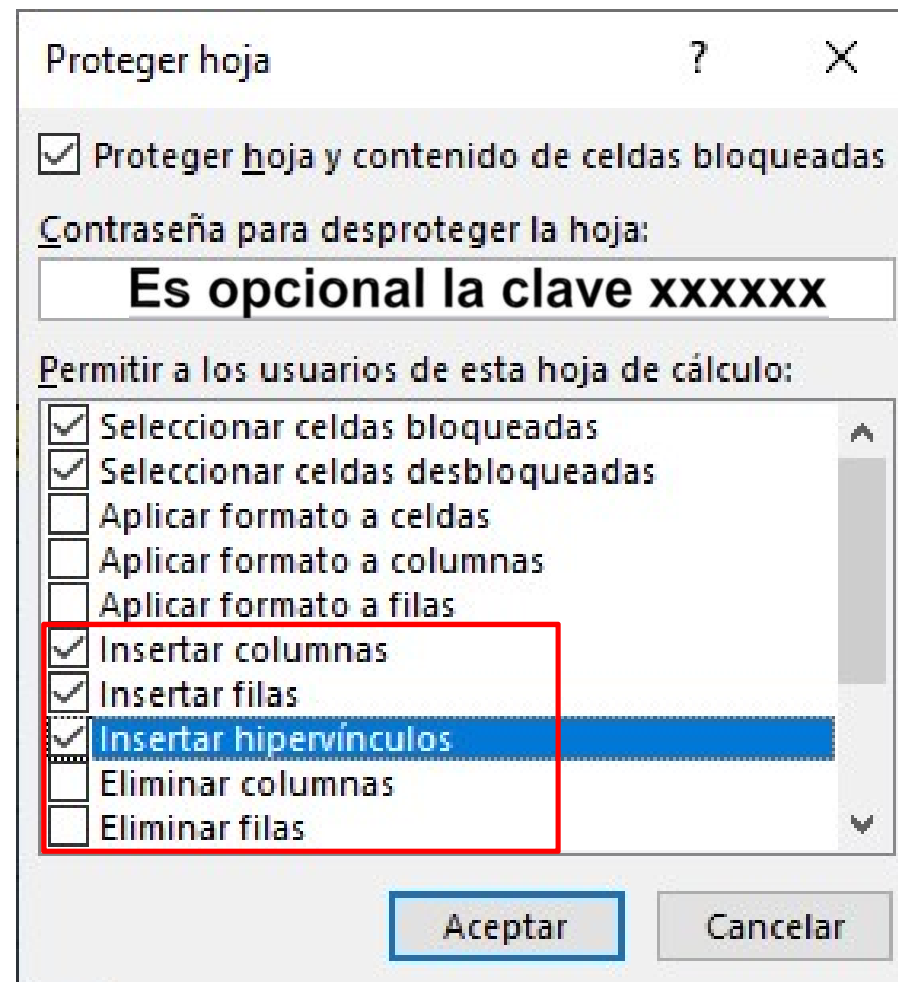 Proteger hoja ?
Proteger hoja y contenido de celdas bloqueadas
Contraseña para desproteger la hoja:
Es opcional la clave xxxxxx
Permitir a los usuarios de esta hoja de cálculo:
Seleccionar celdas bloqueadas
Seleccionar celdas desbloqueadas
Aplicar formato a celdas
Aplicar formato a columnas
Aplicar formato a filas
Insertar columnas
Insertar filas
Insertar hipervínculos
Eliminar columnas
Eliminar filas
Aceptar Cancelar